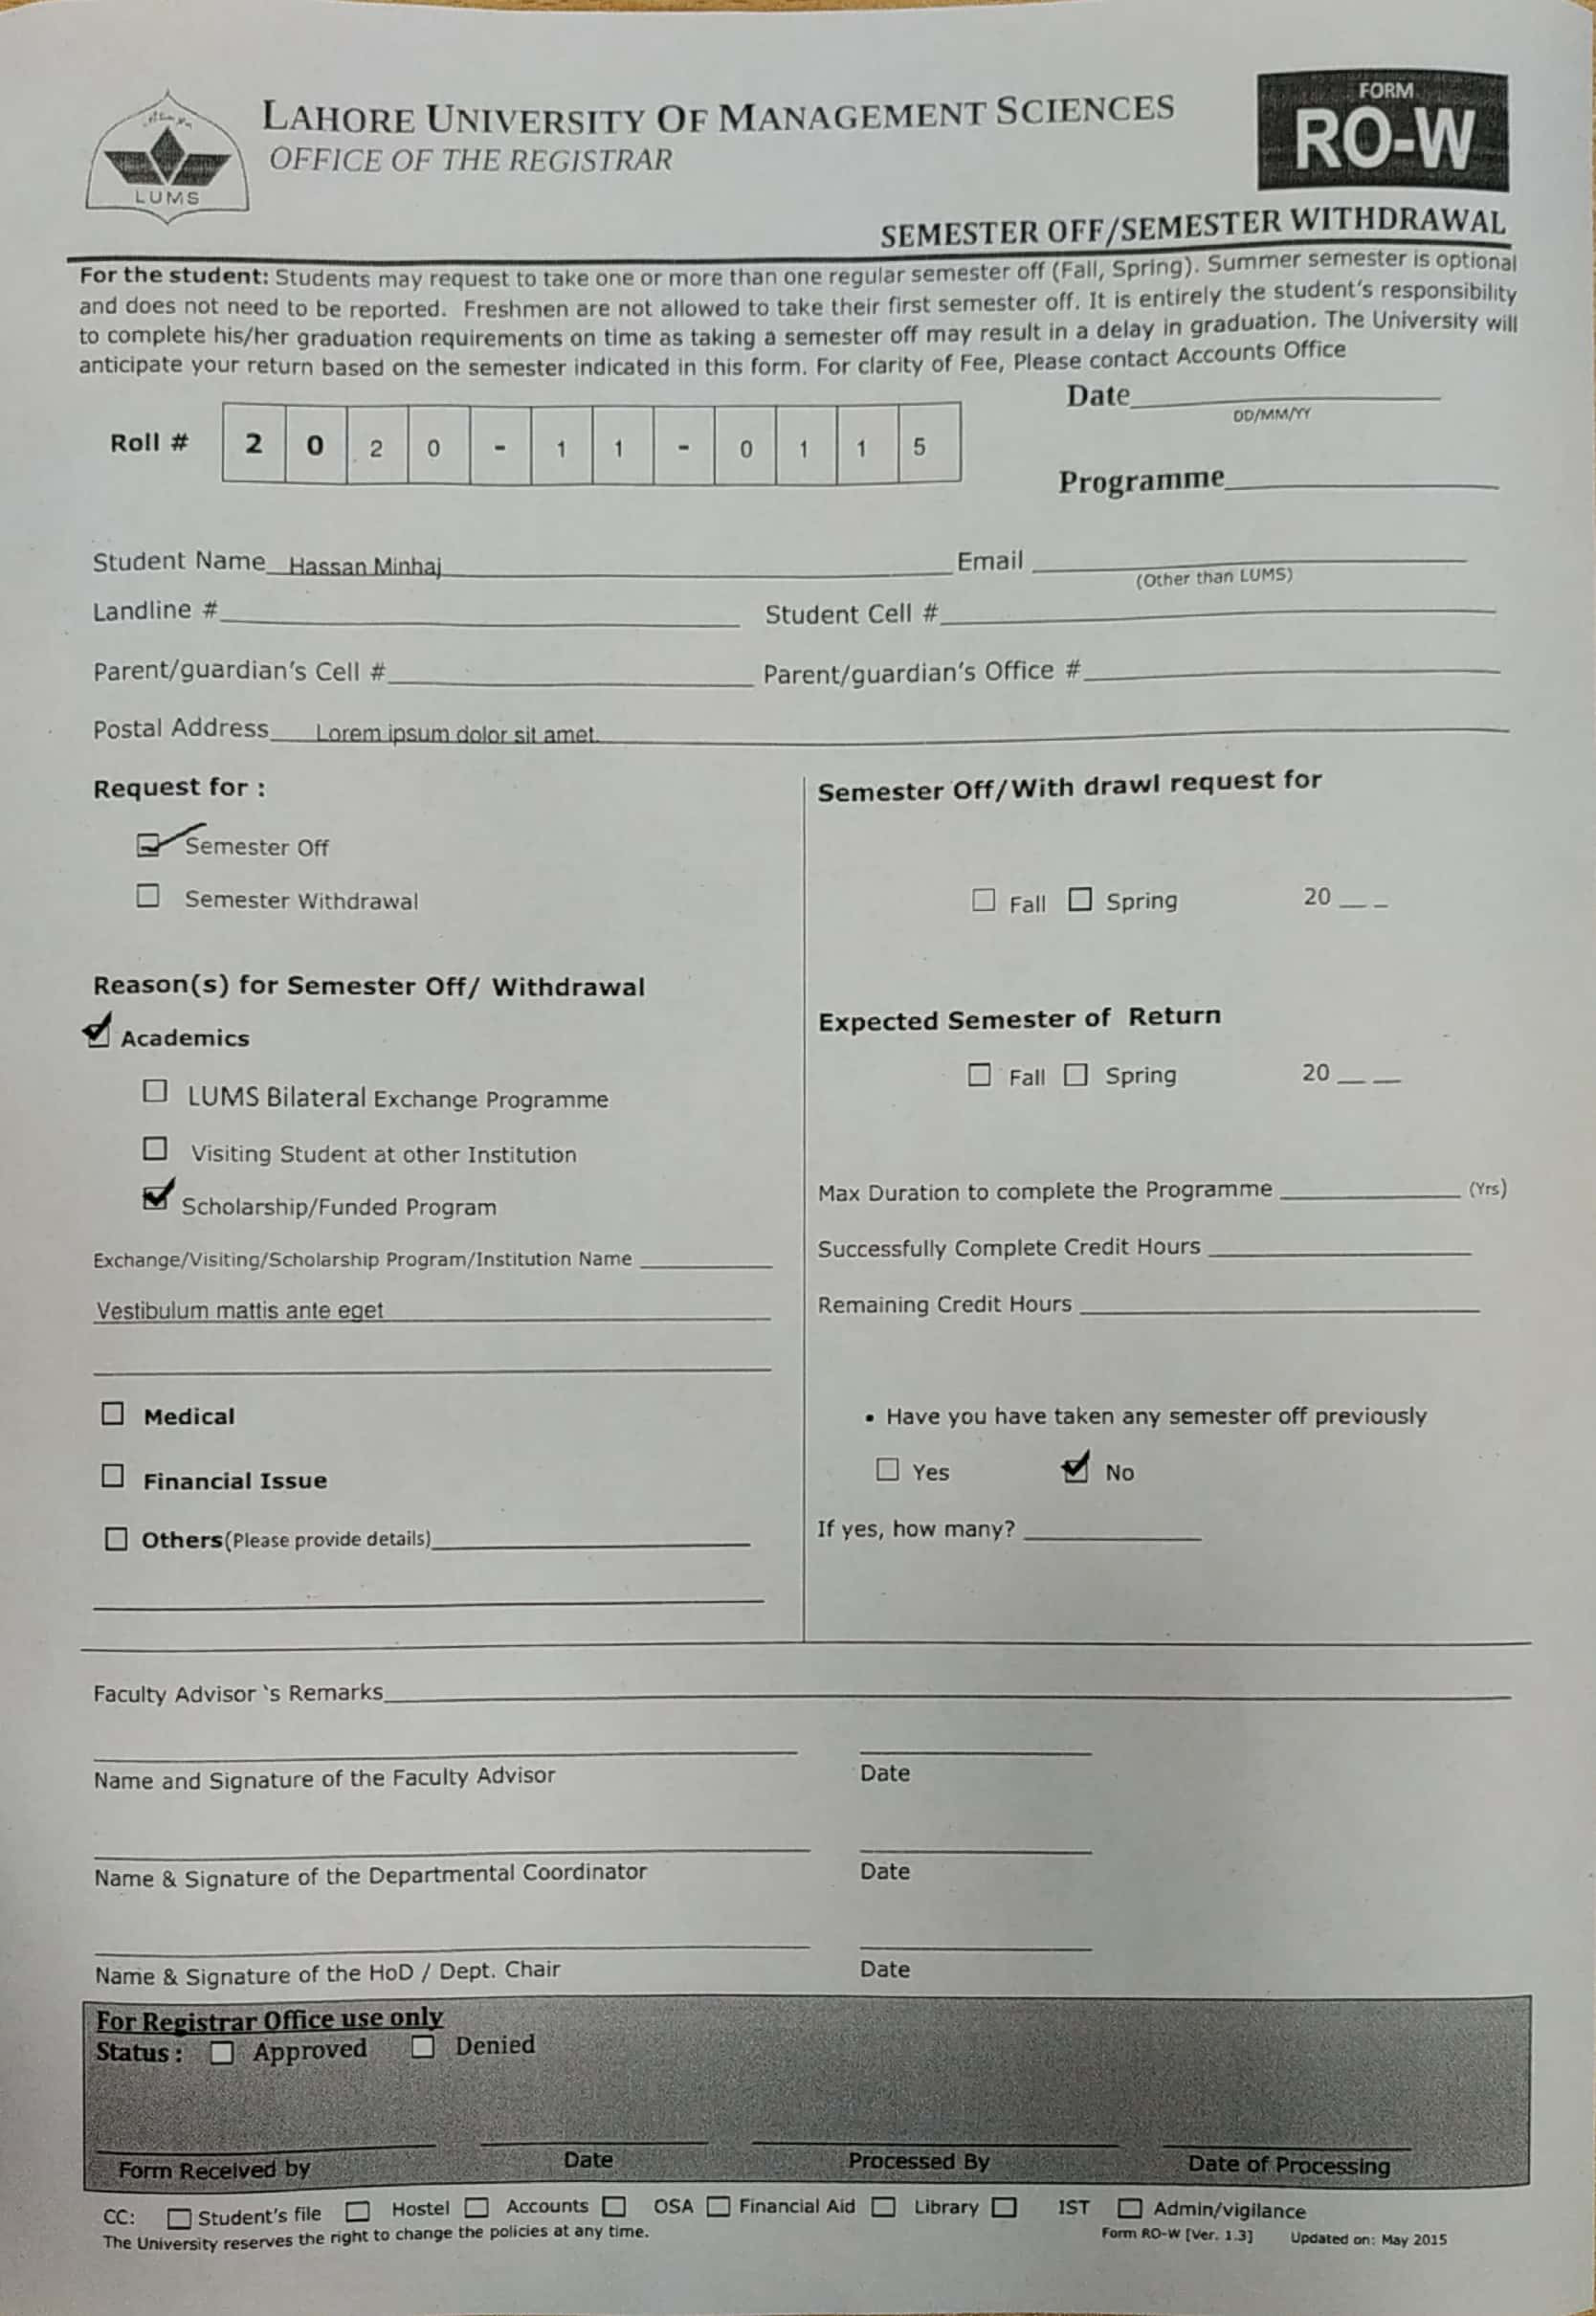 LAHORE UNIVERSITY OF MANAGEMENT SCIENCES
OFFICE OF THE REGISTRAR
LUMS
FORM
RO-W
SEMESTER OFF/SEMESTER WITHDRAWAL
For the student: Students may request to take one or more than one regular semester off (Fall, Spring). Summer semester is optional
and does not need to be reported. Freshmen are not allowed to take their first semester off. It is entirely the student's responsibility
to complete his/her graduation requirements on time as taking a semester off may result in a delay in graduation. The University will
anticipate your return based on the semester indicated in this form. For clarity of Fee, Please contact Accounts Office
Date
DD/MM/YY
Roll # 2 0 2 0 - 1 1 - 0 1 1 5
Programme
Student Name Hassan Minhaj Email
(Other than LUMS)
Landline # Student Cell #
Parent/guardian's Cell # Parent/guardian's Office #
Postal Address Lorem ipsum dolor sit amet
Request for :
Semester Off
Semester Withdrawal
Reason(s) for Semester Off/ Withdrawal
Academics
LUMS Bilateral Exchange Programme
Visiting Student at other Institution
Scholarship/Funded Program
Exchange/Visiting/Scholarship Program/Institution Name
Vestibulum mattis ante eget
Medical
Financial Issue
Others(Please provide details)
Semester Off/With drawl request for
Fall Spring 20 __ _
Expected Semester of Return
Fall Spring 20 __ __
Max Duration to complete the Programme (Yrs)
Successfully Complete Credit Hours
Remaining Credit Hours
• Have you have taken any semester off previously
Yes No
If yes, how many?
Faculty Advisor 's Remarks
Name and Signature of the Faculty Advisor Date
Name & Signature of the Departmental Coordinator Date
Name & Signature of the HoD / Dept. Chair Date
For Registrar Office use only
Status : Approved Denied
Form Received by Date Processed By Date of Processing
CC: Student's file Hostel Accounts OSA Financial Aid Library IST Admin/vigilance
The University reserves the right to change the policies at any time. Form RO-W [Ver. 1.3] Updated on: May 2015